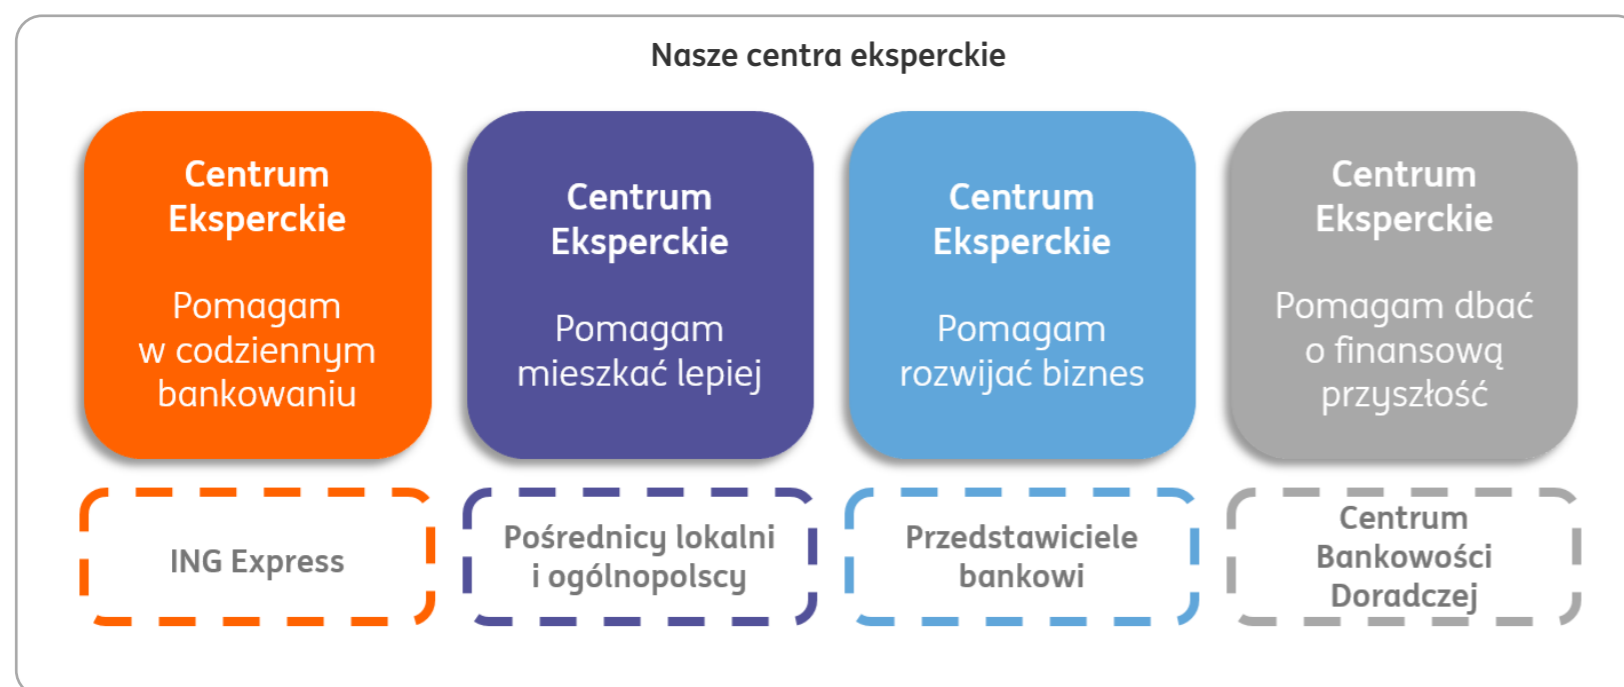 Nasze centra eksperckie
Centrum
Eksperckie
Pomagam
w codziennym
bankowaniu
Centrum
Eksperckie
Pomagam
mieszkać lepiej
Centrum
Eksperckie
Pomagam
rozwijać biznes
Centrum
Eksperckie
Pomagam dbać
o finansową
przyszłość
ING Express
Pośrednicy lokalni
i ogólnopolscy
Przedstawiciele
bankowi
Centrum
Bankowości
Doradczej